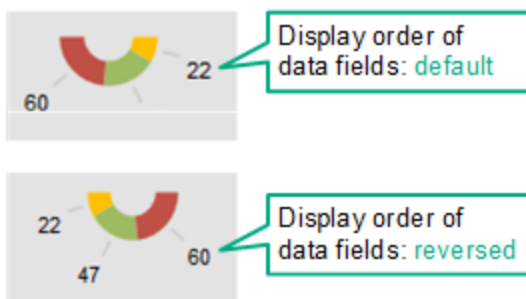 Display order of
data fields: default
22
60
Display order of
data fields: reversed
22
60
47